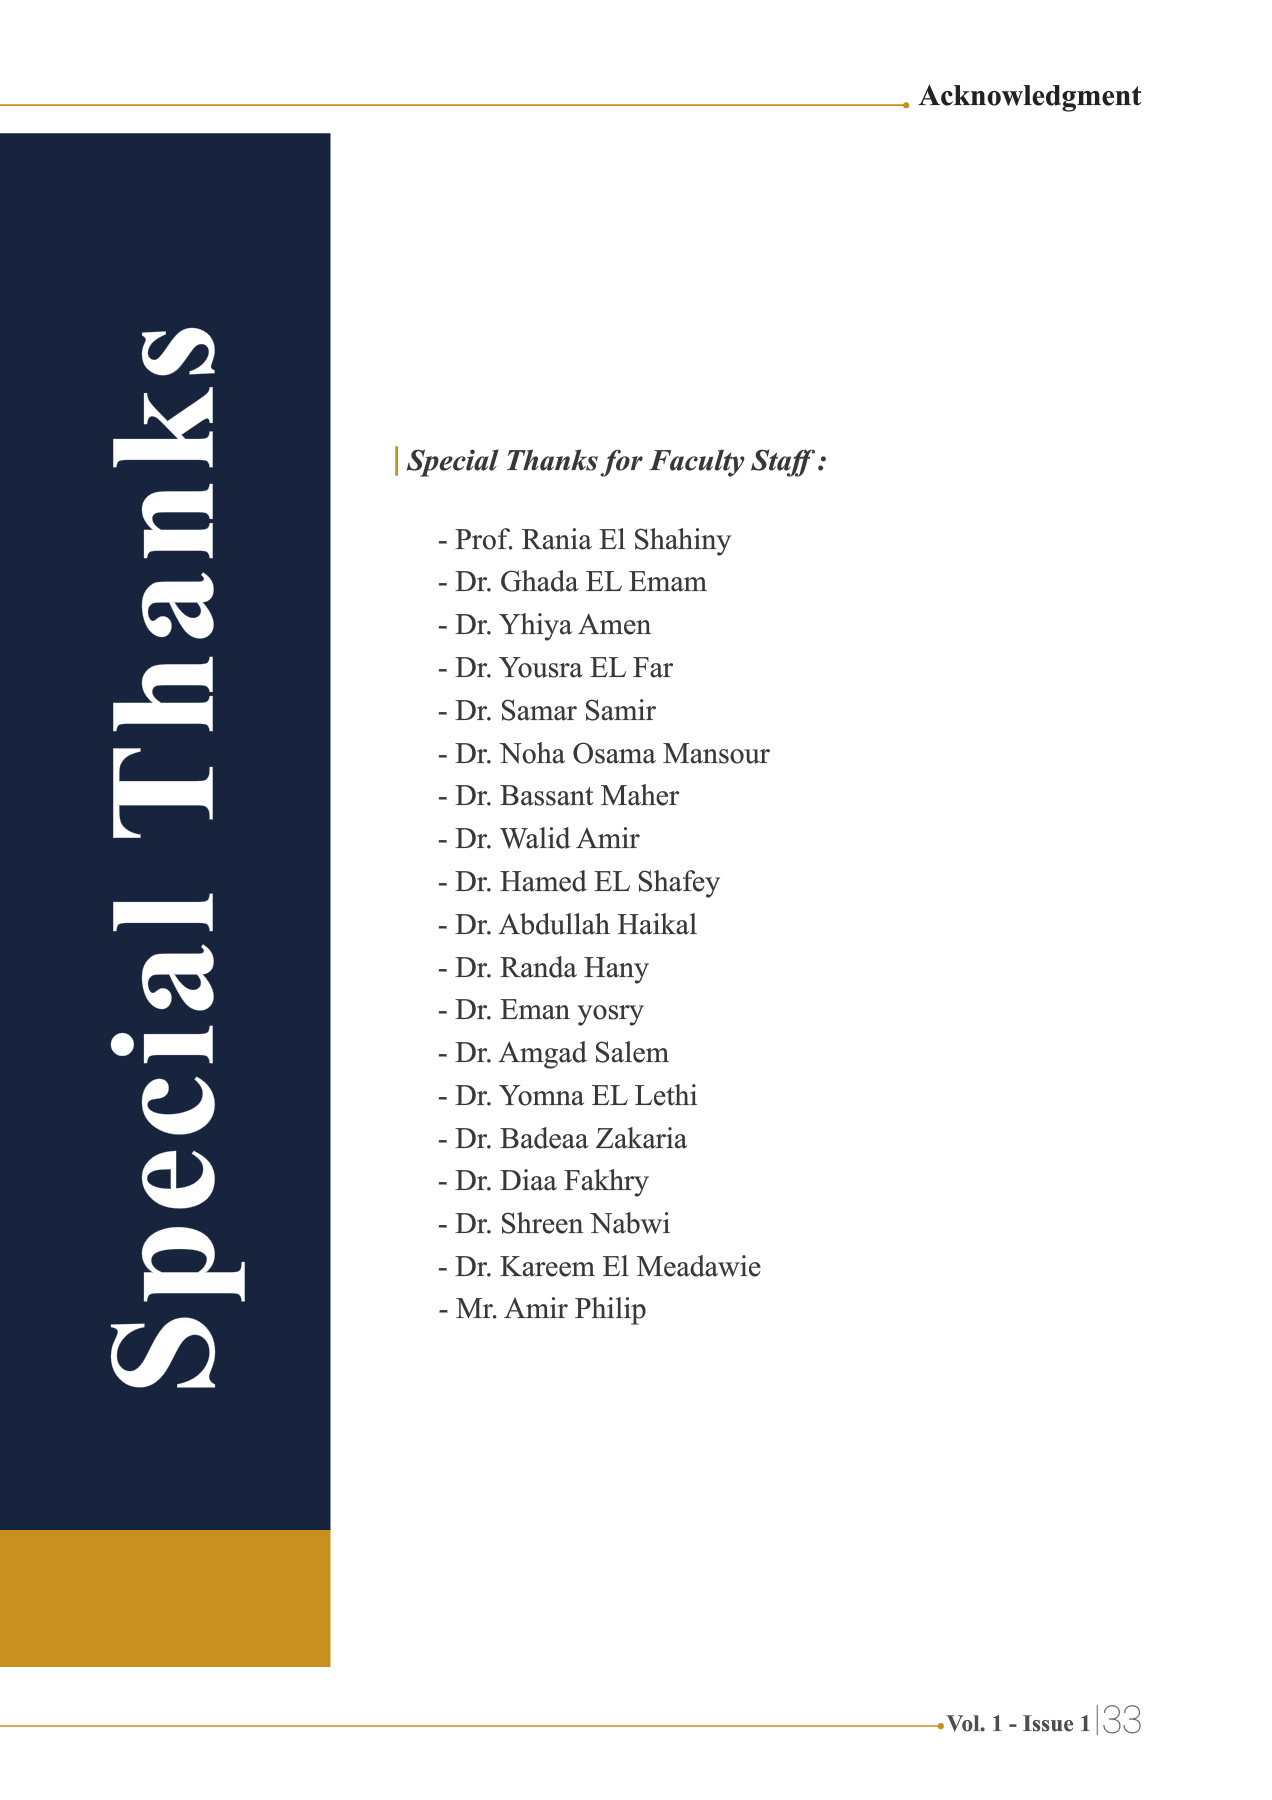 Acknowledgment
Special Thanks
Special Thanks for Faculty Staff :
- Prof. Rania El Shahiny
- Dr. Ghada EL Emam
- Dr. Yhiya Amen
- Dr. Yousra EL Far
- Dr. Samar Samir
- Dr. Noha Osama Mansour
- Dr. Bassant Maher
- Dr. Walid Amir
- Dr. Hamed EL Shafey
- Dr. Abdullah Haikal
- Dr. Randa Hany
- Dr. Eman yosry
- Dr. Amgad Salem
- Dr. Yomna EL Lethi
- Dr. Badeaa Zakaria
- Dr. Diaa Fakhry
- Dr. Shreen Nabwi
- Dr. Kareem El Meadawie
- Mr. Amir Philip
Vol. 1 - Issue 1 |33